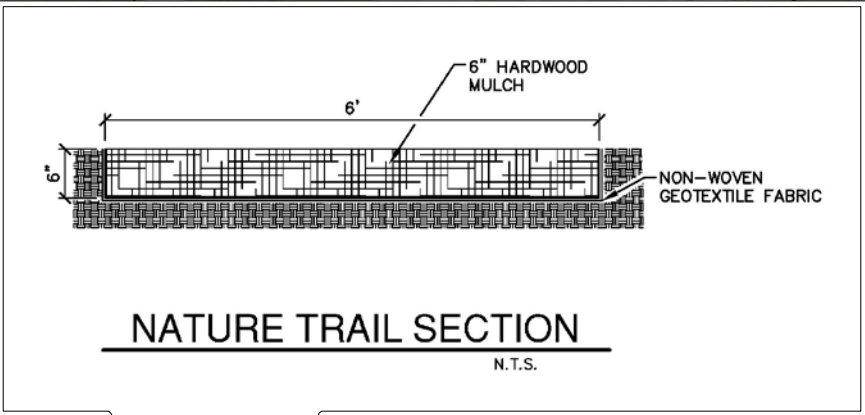 6" HARDWOOD
MULCH
6'
6"
NON-WOVEN
GEOTEXTILE FABRIC
NATURE TRAIL SECTION
N.T.S.